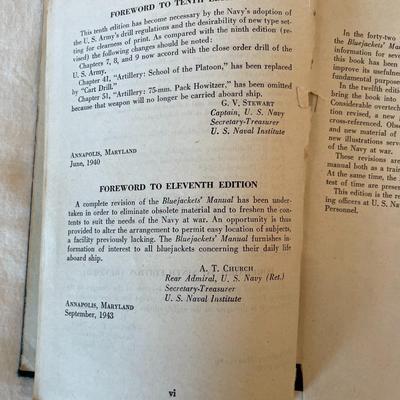 FOREWORD TO TENTH
This tenth edition has become necessary by the Navy's adoption of
the U. S. Army's drill regulations and the desirability of new type set-
ting for clearness of print. As compared with the ninth edition (re-
vised) the following changes should be noted:
Chapters 7, 8, and 9 now accord with the close order drill of the
U. S. Army.
Chapter 41, "Artillery: School of the Platoon," has been replaced
by "Cart Drill."
Chapter 51, "Artillery: 75-mm. Pack Howitzer," has been omitted
because that weapon will no longer be carried aboard ship.
G. V. STEWART
Captain, U. S. Navy
Secretary-Treasurer
U. S. Naval Institute
ANNAPOLIS, MARYLAND
June, 1940
FOREWORD TO ELEVENTH EDITION
A complete revision of the Bluejackets' Manual has been under-
taken in order to eliminate obsolete material and to freshen the con-
tents to suit the needs of the Navy at war. An opportunity is thus
provided to alter the arrangement to permit easy location of subjects,
a facility previously lacking. The Bluejackets' Manual furnishes in-
formation of interest to all bluejackets concerning their daily life
aboard ship.
A. T. CHURCH
Rear Admiral, U. S. Navy (Ret.)
Secretary-Treasurer
U. S. Naval Institute
ANNAPOLIS, MARYLAND
September, 1943
vi
In the forty-two
the Bluejackets' Manual
information for seve
this book has been
improve its usefulness
fundamental purpose
In the twelfth edition
bring the book into
Considerable overtech
tion revised, a new
cross-referenced. Obs
and new material of
new illustrations serve
of the Navy at war.
These revisions are
manual both as a train
At the same time, the
test of time are present
This edition is the re
ing officers at U. S. Na
Personnel.